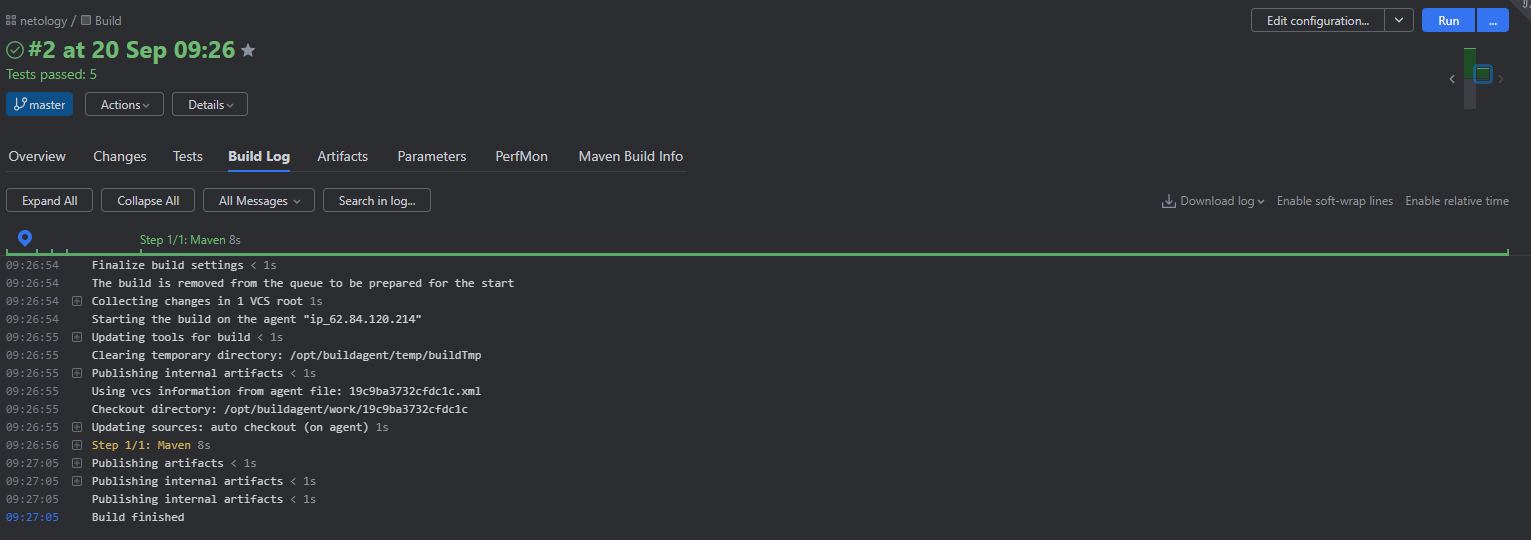 netology / Build
Edit configuration... Run ...
#2 at 20 Sep 09:26
Tests passed: 5
master Actions Details
Overview Changes Tests Build Log Artifacts Parameters PerfMon Maven Build Info
Expand All Collapse All All Messages Search in log... Download log Enable soft-wrap lines Enable relative time
Step 1/1: Maven 8s
09:26:54 Finalize build settings < 1s
09:26:54 The build is removed from the queue to be prepared for the start
09:26:54 Collecting changes in 1 VCS root 1s
09:26:54 Starting the build on the agent "ip_62.84.120.214"
09:26:55 Updating tools for build < 1s
09:26:55 Clearing temporary directory: /opt/buildagent/temp/buildTmp
09:26:55 Publishing internal artifacts < 1s
09:26:55 Using vcs information from agent file: 19c9ba3732cfdc1c.xml
09:26:55 Checkout directory: /opt/buildagent/work/19c9ba3732cfdc1c
09:26:55 Updating sources: auto checkout (on agent) 1s
09:26:56 Step 1/1: Maven 8s
09:27:05 Publishing artifacts < 1s
09:27:05 Publishing internal artifacts < 1s
09:27:05 Publishing internal artifacts < 1s
09:27:05 Build finished